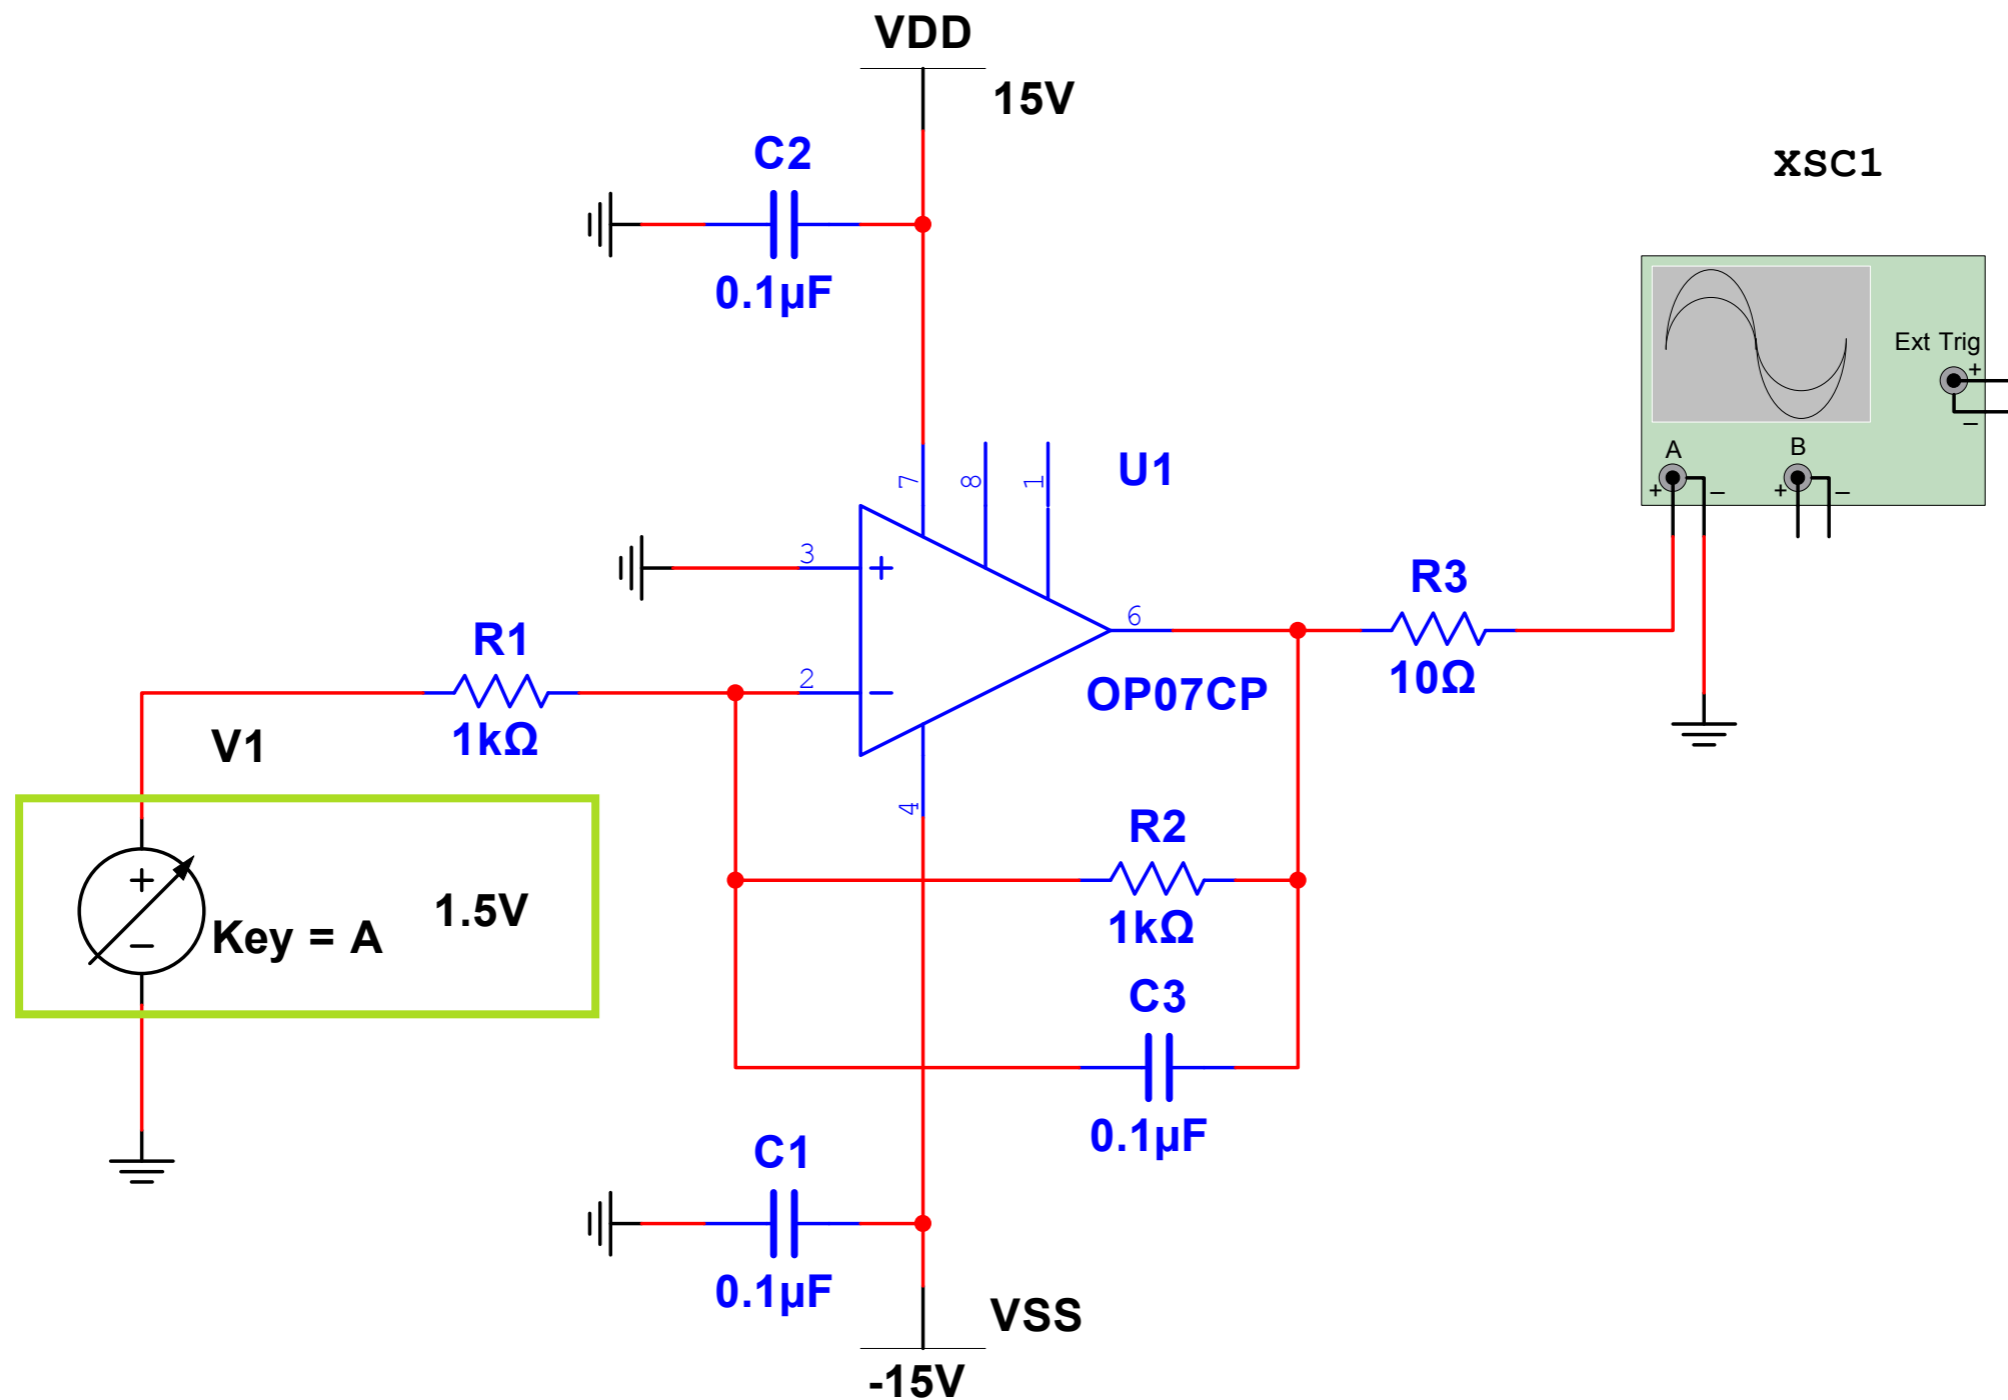 VDD
15V
C2
0.1µF
XSC1
Ext Trig
+
−
A
B
+
−
+
−
7
8
1
U1
3
+
6
R3
10Ω
R1
1kΩ
2
−
OP07CP
V1
4
R2
1kΩ
+
−
Key = A
1.5V
C3
0.1µF
C1
0.1µF
VSS
-15V